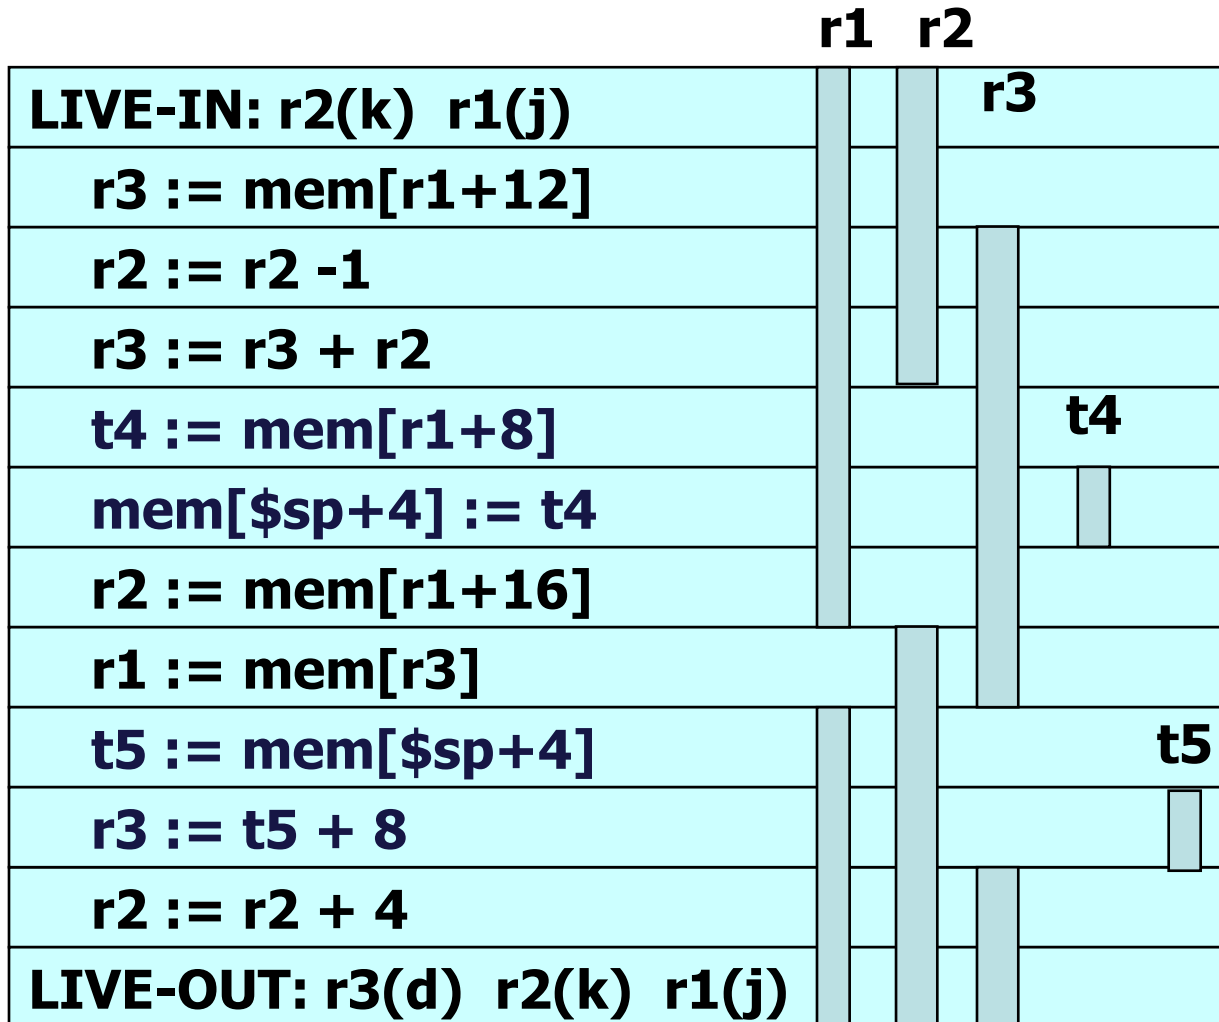 r1 r2
LIVE-IN: r2(k) r1(j) r3
r3 := mem[r1+12]
r2 := r2 -1
r3 := r3 + r2
t4 := mem[r1+8] t4
mem[$sp+4] := t4
r2 := mem[r1+16]
r1 := mem[r3]
t5 := mem[$sp+4] t5
r3 := t5 + 8
r2 := r2 + 4
LIVE-OUT: r3(d) r2(k) r1(j)